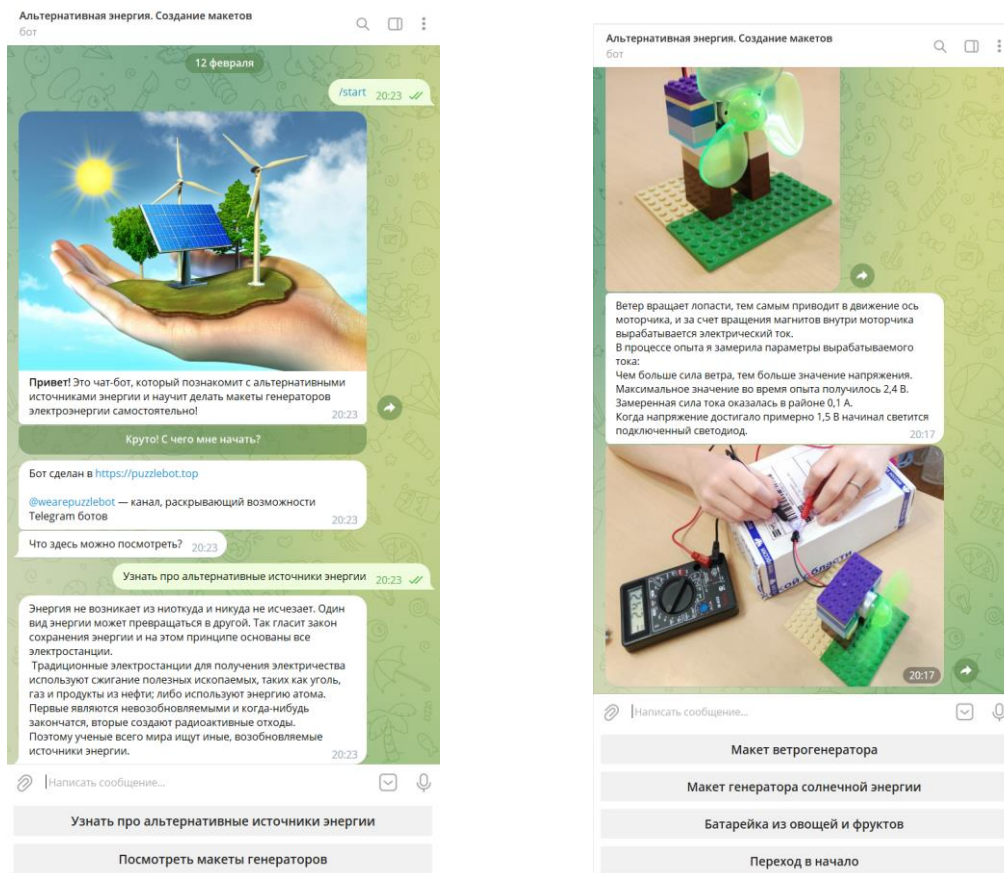 Альтернативная энергия. Создание макетов
бот
12 февраля
/start 20:23
Привет! Это чат-бот, который познакомит с альтернативными
источниками энергии и научит делать макеты генераторов
электроэнергии самостоятельно!
20:23
Круто! С чего мне начать?
Бот сделан в https://puzzlebot.top
@wearepuzzlebot — канал, раскрывающий возможности
Telegram ботов
20:23
Что здесь можно посмотреть? 20:23
Узнать про альтернативные источники энергии 20:23
Энергия не возникает из ниоткуда и никуда не исчезает. Один
вид энергии может превращаться в другой. Так гласит закон
сохранения энергии и на этом принципе основаны все
электростанции.
Традиционные электростанции для получения электричества
используют сжигание полезных ископаемых, таких как уголь,
газ и продукты из нефти; либо используют энергию атома.
Первые являются невозобновляемыми и когда-нибудь
закончатся, вторые создают радиоактивные отходы.
Поэтому ученые всего мира ищут иные, возобновляемые
источники энергии.
20:23
Написать сообщение...
Узнать про альтернативные источники энергии
Посмотреть макеты генераторов
Альтернативная энергия. Создание макетов
бот
Ветер вращает лопасти, тем самым приводит в движение ось
моторчика, и за счет вращения магнитов внутри моторчика
вырабатывается электрический ток.
В процессе опыта я замерила параметры вырабатываемого
тока:
Чем больше сила ветра, тем больше значение напряжения.
Максимальное значение во время опыта получилось 2,4 В.
Замеренная сила тока оказалась в районе 0,1 А.
Когда напряжение достигало примерно 1,5 В начинал светится
подключенный светодиод.
20:17
20:17
Написать сообщение...
Макет ветрогенератора
Макет генератора солнечной энергии
Батарейка из овощей и фруктов
Переход в начало